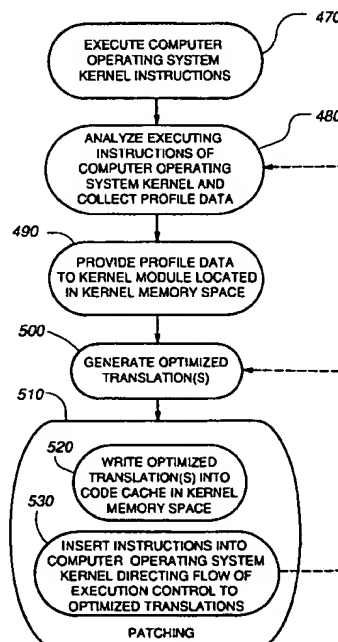 470
EXECUTE COMPUTER
OPERATING SYSTEM
KERNEL INSTRUCTIONS
480
ANALYZE EXECUTING
INSTRUCTIONS OF
COMPUTER OPERATING
SYSTEM KERNEL AND
COLLECT PROFILE DATA
490
PROVIDE PROFILE DATA
TO KERNEL MODULE LOCATED
IN KERNEL MEMORY SPACE
500
GENERATE OPTIMIZED
TRANSLATION(S)
510
520
WRITE OPTIMIZED
TRANSLATION(S) INTO
CODE CACHE IN KERNEL
MEMORY SPACE
530
INSERT INSTRUCTIONS INTO
COMPUTER OPERATING SYSTEM
KERNEL DIRECTING FLOW OF
EXECUTION CONTROL TO
OPTIMIZED TRANSLATIONS
PATCHING